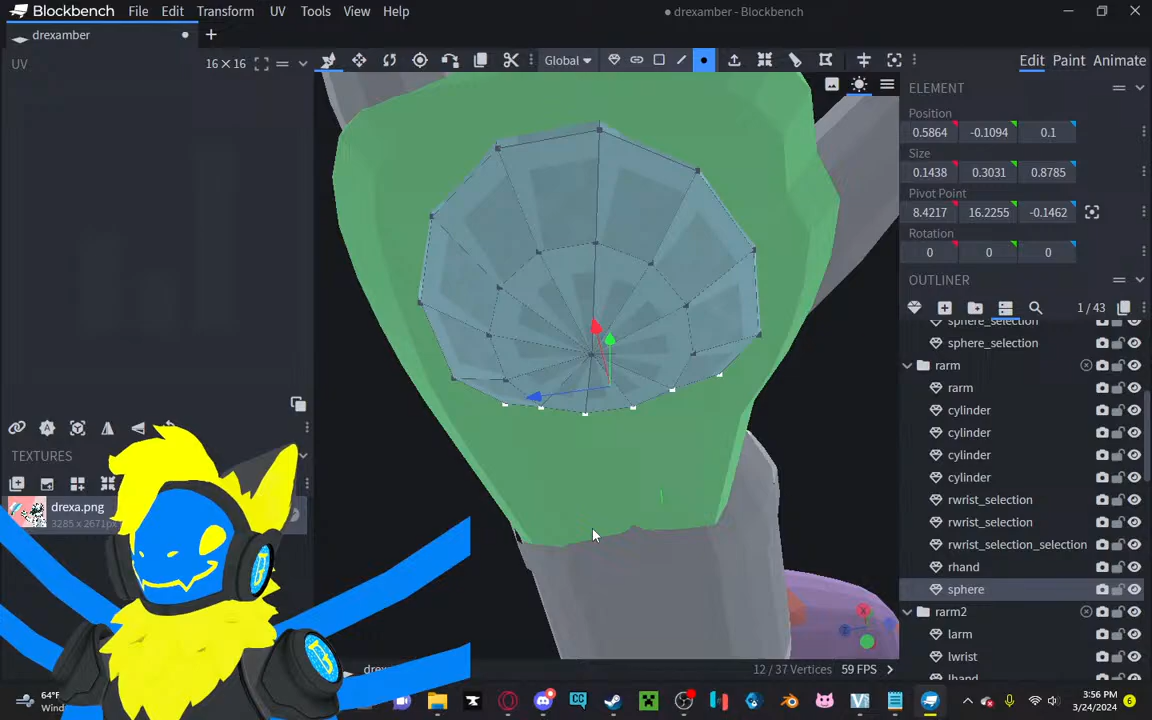 Blockbench File Edit Transform UV Tools View Help
drexamber - Blockbench
drexamber
UV
16 × 16
Global
Edit Paint Animate
ELEMENT
Position
0.5864 -0.1094 0.1
Size
0.1438 0.3031 0.8785
Pivot Point
8.4217 16.2255 -0.1462
Rotation
0 0 0
OUTLINER
1 / 43
sphere_selection
sphere_selection
rarm
rarm
cylinder
cylinder
cylinder
cylinder
rwrist_selection
rwrist_selection
rwrist_selection_selection
rhand
sphere
rarm2
larm
lwrist
lhand
TEXTURES
drexa.png
3285 x 2671px
12 / 37 Vertices
59 FPS
64°F
3:56 PM
3/24/2024
6